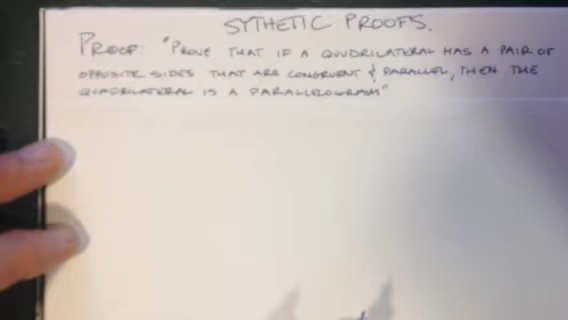 SYTHETIC PROOFS.
PROOF: "PROVE THAT IF A QUUDRILATERAL HAS A PAIR OF
OPPOSITE SIDES THAT ARE CONGRUENT & PARALLEL, THEN THE
QUADRILATERAL IS A PARALLELOGRAM"